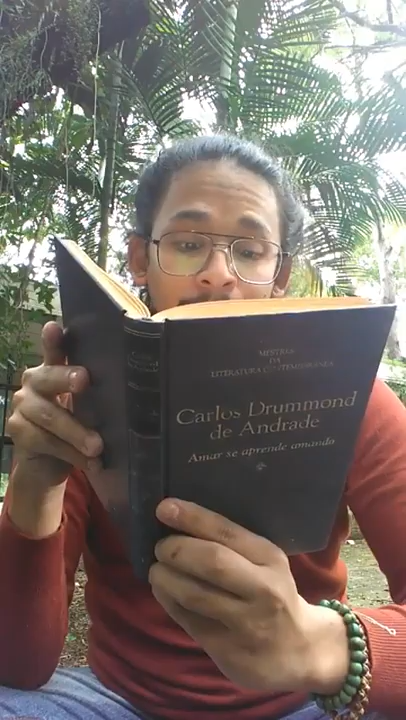 MESTRES
DA
LITERATURA CONTEMPORÂNEA
Carlos Drummond
de Andrade
Amar se aprende amando